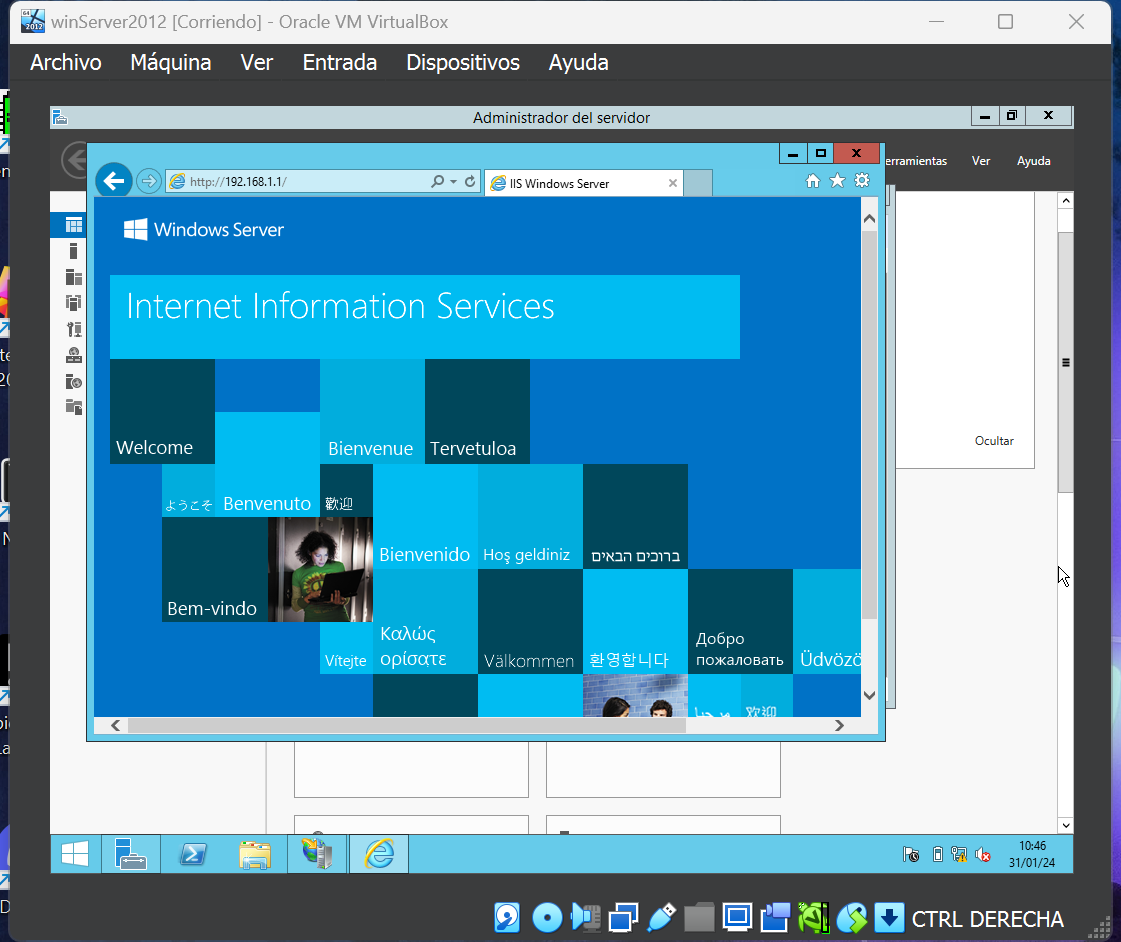 winServer2012 [Corriendo] - Oracle VM VirtualBox
Archivo Máquina Ver Entrada Dispositivos Ayuda
Administrador del servidor
erramientas Ver Ayuda
http://192.168.1.1/
IIS Windows Server
Windows Server
Internet Information Services
Ocultar
Welcome
Bienvenue
Tervetuloa
ようこそ
Benvenuto
歡迎
Bienvenido
Hoş geldiniz
ברוכים הבאים
Bem-vindo
Vítejte
Καλώς
ορίσατε
Välkommen
환영합니다
Добро
пожаловать
Üdvözö
欢迎
10:46
31/01/24
CTRL DERECHA